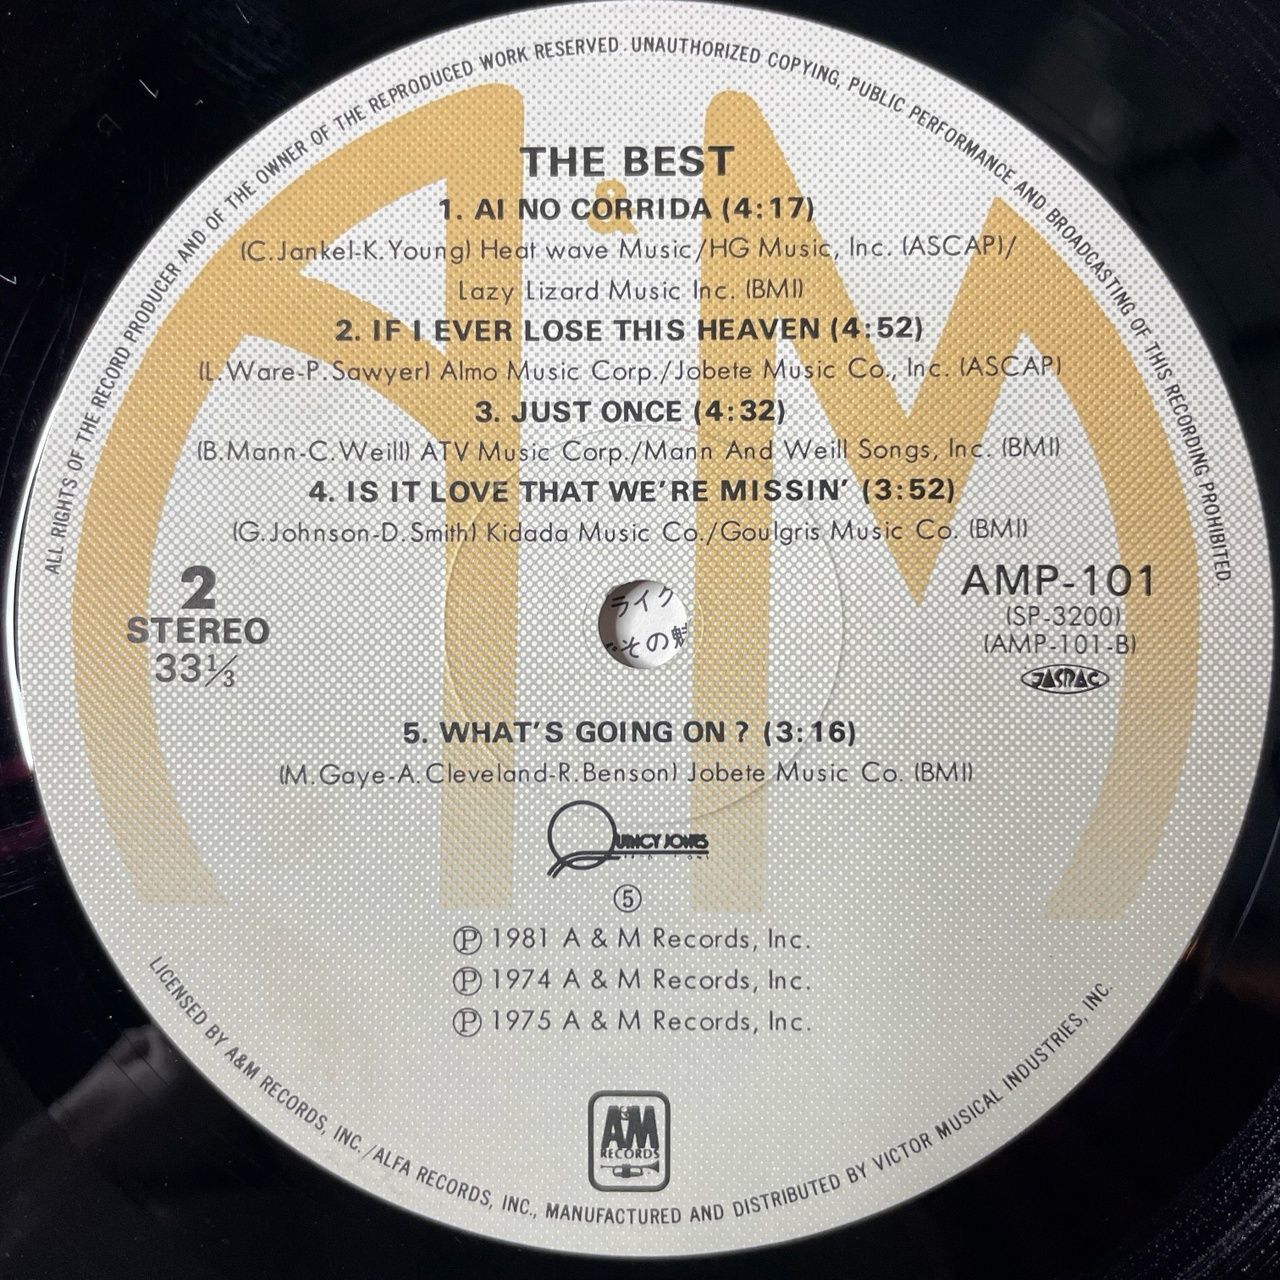 ALL RIGHTS OF THE RECORD PRODUCER AND OF THE OWNER OF THE REPRODUCED WORK RESERVED. UNAUTHORIZED COPYING, PUBLIC PERFORMANCE AND BROADCASTING OF THIS RECORDING PROHIBITED.
THE BEST
&
1. AI NO CORRIDA (4:17)
(C.Jankel-K.Young) Heat wave Music/HG Music, Inc. (ASCAP)/
Lazy Lizard Music Inc. (BMI)
2. IF I EVER LOSE THIS HEAVEN (4:52)
(L.Ware-P.Sawyer) Almo Music Corp./Jobete Music Co., Inc. (ASCAP)
3. JUST ONCE (4:32)
(B.Mann-C.Weill) ATV Music Corp./Mann And Weill Songs, Inc. (BMI)
4. IS IT LOVE THAT WE'RE MISSIN' (3:52)
(G.Johnson-D.Smith) Kidada Music Co./Goulgris Music Co. (BMI)
2
STEREO
33⅓
ライク
その魅
AMP-101
(SP-3200)
(AMP-101-B)
JASRAC
5. WHAT'S GOING ON ? (3:16)
(M.Gaye-A.Cleveland-R.Benson) Jobete Music Co. (BMI)
QUINCY JONES
⑤
℗ 1981 A & M Records, Inc.
℗ 1974 A & M Records, Inc.
℗ 1975 A & M Records, Inc.
A&M
RECORDS
LICENSED BY A&M RECORDS, INC./ALFA RECORDS, INC., MANUFACTURED AND DISTRIBUTED BY VICTOR MUSICAL INDUSTRIES, INC.